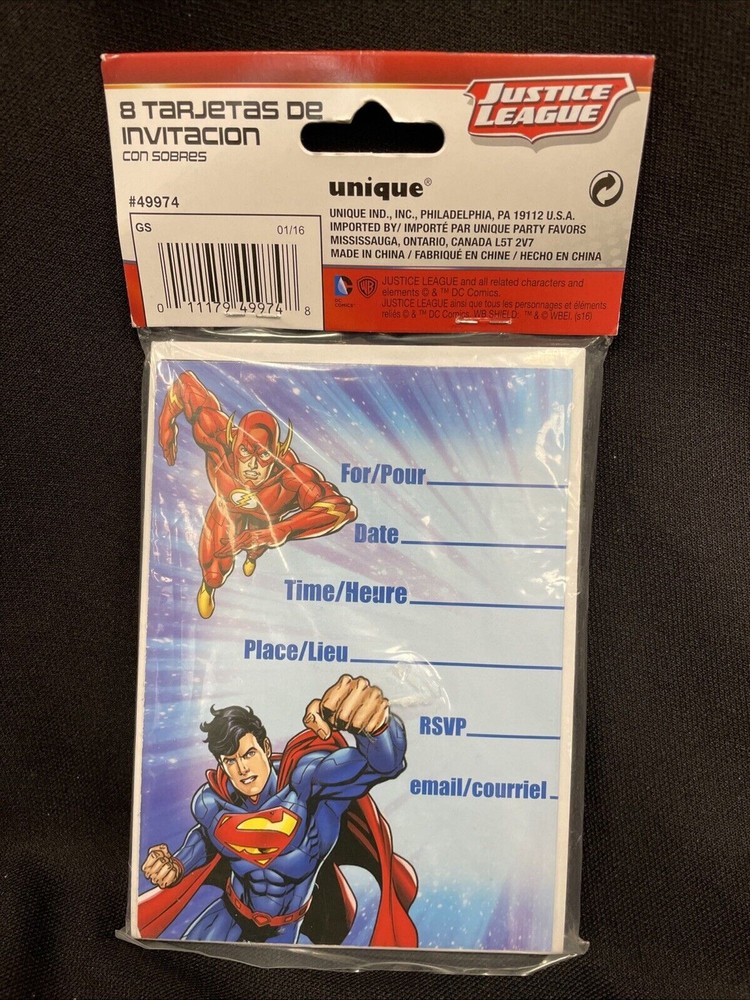 8 TARJETAS DE
INVITACION
CON SOBRES
JUSTICE
LEAGUE
#49974
unique®
GS 01/16
0 11179 49974 8
UNIQUE IND., INC., PHILADELPHIA, PA 19112 U.S.A.
IMPORTED BY/ IMPORTÉ PAR UNIQUE PARTY FAVORS
MISSISSAUGA, ONTARIO, CANADA L5T 2V7
MADE IN CHINA / FABRIQUÉ EN CHINE / HECHO EN CHINA
DC
COMICS™
WB
JUSTICE LEAGUE and all related characters and
elements © & ™ DC Comics.
JUSTICE LEAGUE ainsi que tous les personnages et éléments
reliés © & ™ DC Comics. WB SHIELD: ™ & © WBEI. (s16)
For/Pour
Date
Time/Heure
Place/Lieu
RSVP
email/courriel
S